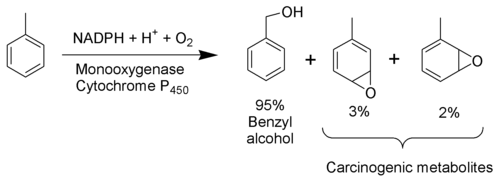 NADPH + H⁺ + O₂
Monooxygenase
Cytochrome P₄₅₀
OH
+
O
+
O
95%
Benzyl
alcohol
3%
2%
Carcinogenic metabolites